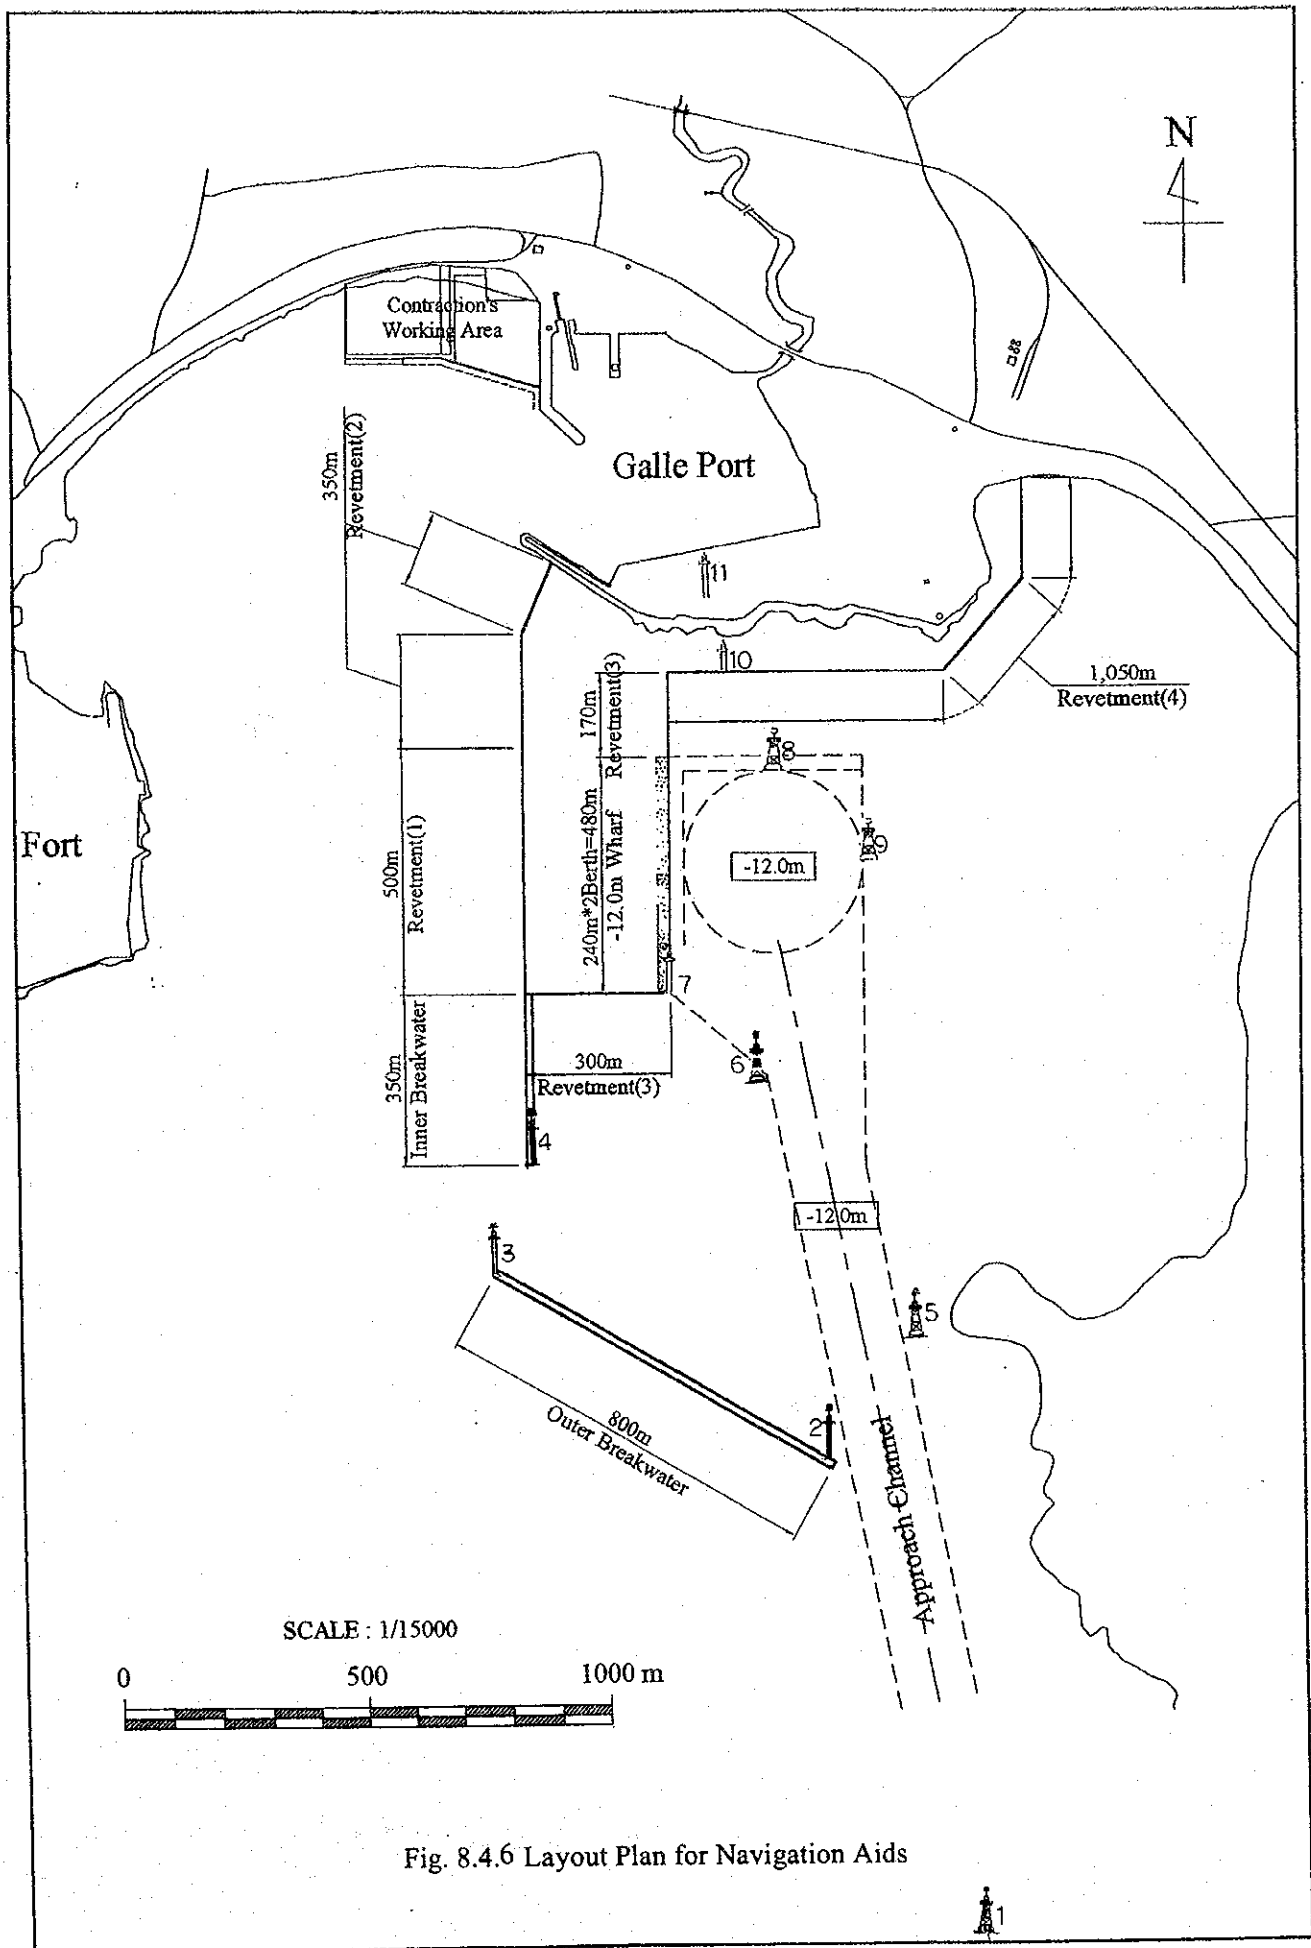 N
Contraction's
Working Area
88
350m
Revetment(2)
Galle Port
11
10
1,050m
Revetment(4)
170m
Revetment(3)
8
9
Fort
500m
Revetment(1)
240m*2Berth=480m
-12.0m Wharf
-12.0m
7
350m
Inner Breakwater
6
300m
Revetment(3)
4
-12.0m
3
5
2
800m
Outer Breakwater
Approach Channel
SCALE : 1/15000
0 500 1000 m
Fig. 8.4.6 Layout Plan for Navigation Aids
1